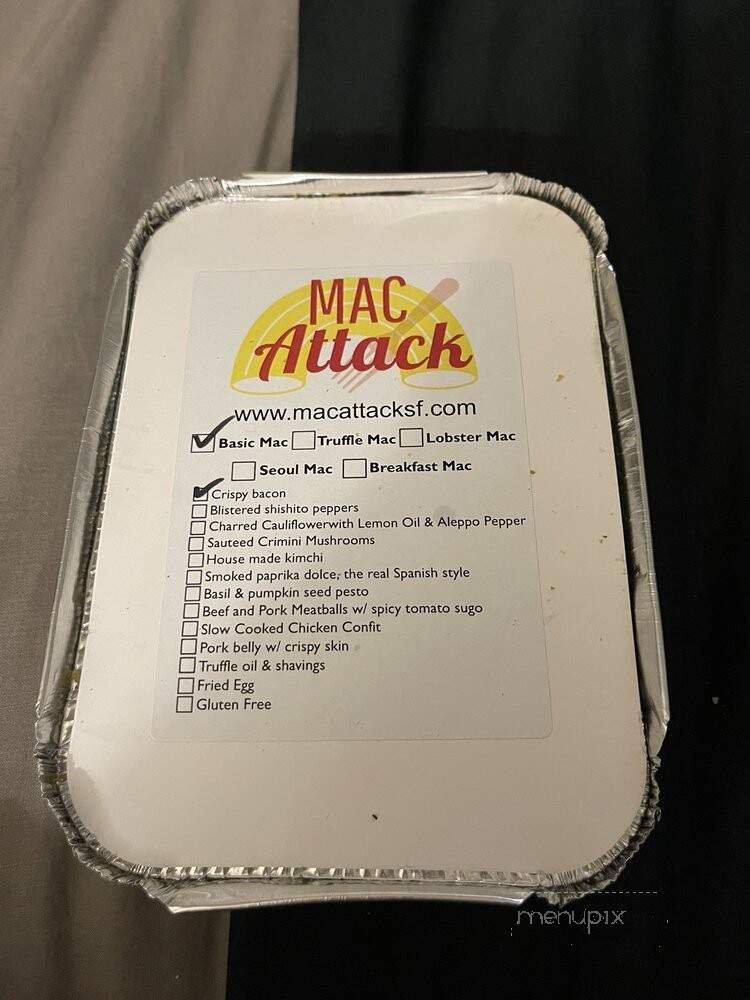 MAC
Attack
www.macattacksf.com
Basic Mac Truffle Mac Lobster Mac
Seoul Mac Breakfast Mac
Crispy bacon
Blistered shishito peppers
Charred Cauliflowerwith Lemon Oil & Aleppo Pepper
Sauteed Crimini Mushrooms
House made kimchi
Smoked paprika dolce, the real Spanish style
Basil & pumpkin seed pesto
Beef and Pork Meatballs w/ spicy tomato sugo
Slow Cooked Chicken Confit
Pork belly w/ crispy skin
Truffle oil & shavings
Fried Egg
Gluten Free
menupix